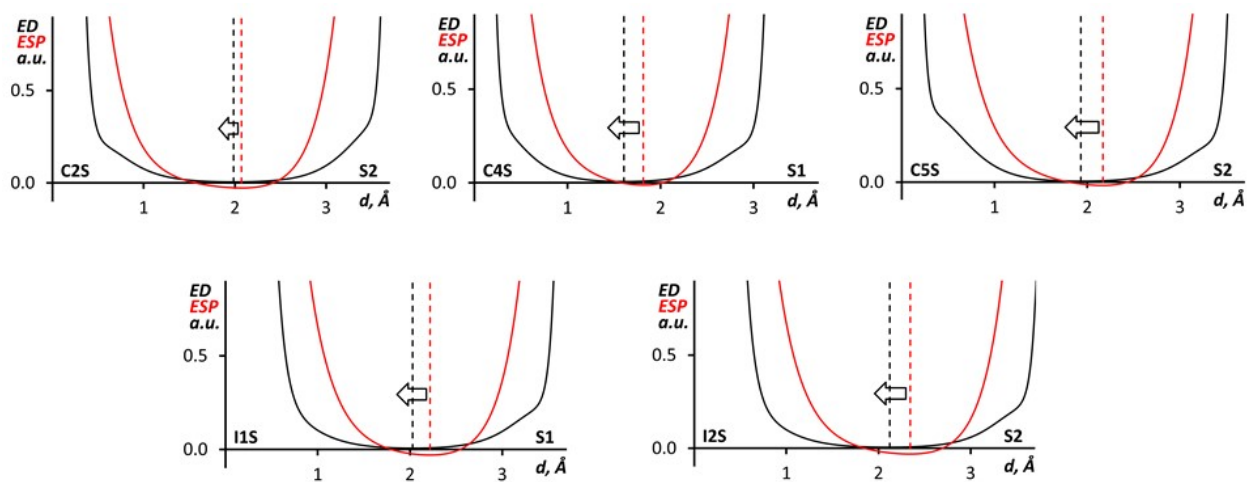 ED
ESP
a.u.
0.5
0.0
C2S
S2
1
2
3
d, Å
ED
ESP
a.u.
0.5
0.0
C4S
S1
1
2
3
d, Å
ED
ESP
a.u.
0.5
0.0
C5S
S2
1
2
3
d, Å
ED
ESP
a.u.
0.5
0.0
I1S
S1
1
2
3
d, Å
ED
ESP
a.u.
0.5
0.0
I2S
S2
1
2
3
d, Å